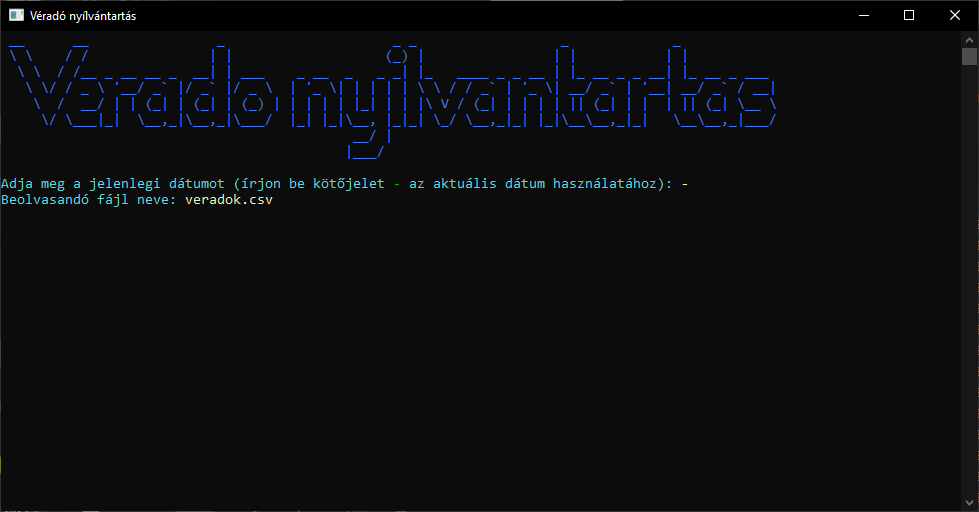 Véradó nyílvántartás
Verado nyilvantartas
Adja meg a jelenlegi dátumot (írjon be kötőjelet - az aktuális dátum használatához): -
Beolvasandó fájl neve: veradok.csv